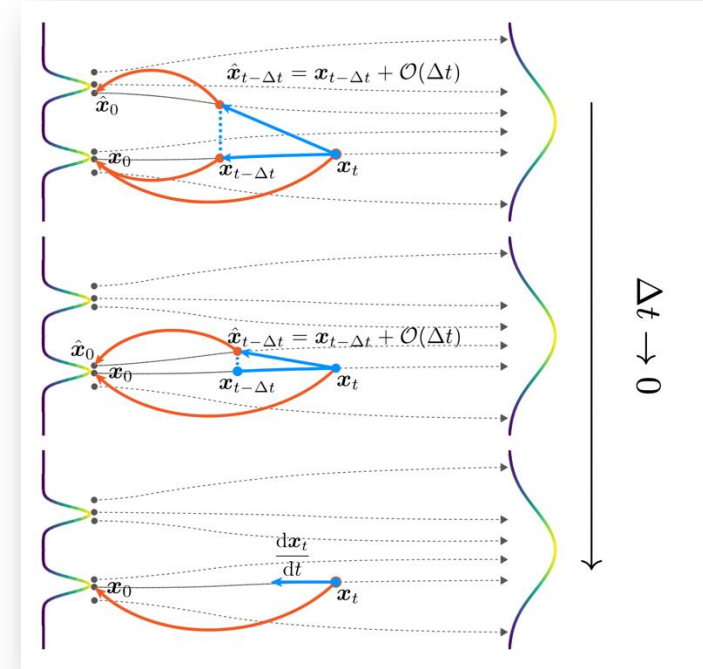 x̂_{t−Δt} = x_{t−Δt} + 𝒪(Δt)
x̂_0
x_0
x_{t−Δt}
x_t
x̂_{t−Δt} = x_{t−Δt} + 𝒪(Δt)
x̂_0
x_0
x_{t−Δt}
x_t
dx_t
dt
x_0
x_t
Δt → 0